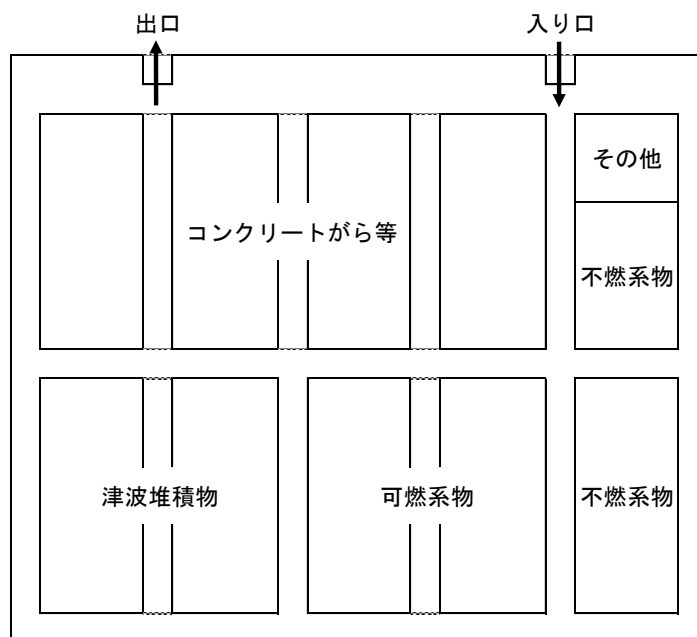 出口
入り口
その他
コンクリートがら等
不燃系物
津波堆積物
可燃系物
不燃系物